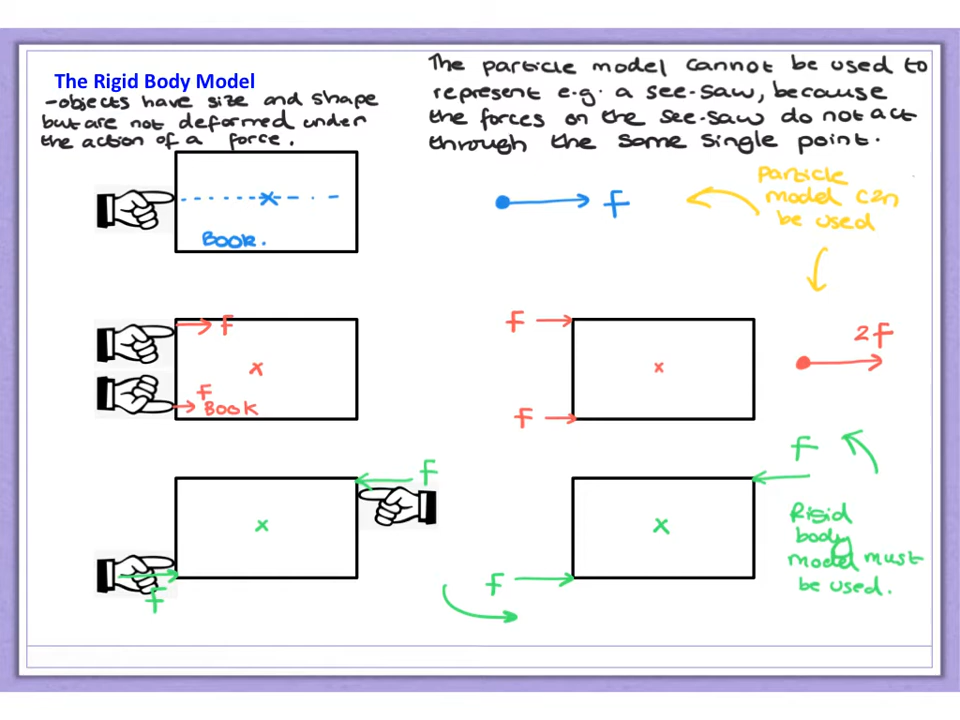 The Rigid Body Model
-objects have size and shape
but are not deformed under
the action of a force.
The particle model cannot be used to
represent e.g. a see-saw, because
the forces on the see-saw do not act
through the same single point.
Book.
F
Particle
model can
be used
F
F
Book
F
F
2F
F
F
F
F
Rigid
body
model must
be used.